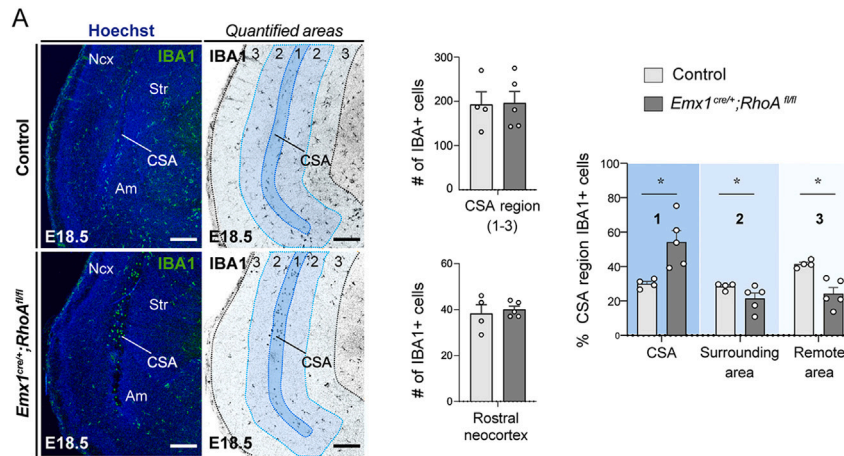 A
Hoechst
Quantified areas
Control
Ncx
IBA1
Str
CSA
Am
E18.5
IBA1
3 2 1 2 3
CSA
E18.5
Emx1cre/+;RhoAfl/fl
Ncx
IBA1
Str
CSA
Am
E18.5
IBA1
3 2 1 2 3
CSA
E18.5
# of IBA+ cells
300
200
100
0
CSA region
(1-3)
# of IBA1+ cells
60
40
20
0
Rostral
neocortex
Control
Emx1cre/+;RhoA fl/fl
% CSA region IBA1+ cells
100
80
60
40
20
0
* * *
1 2 3
CSA
Surrounding
area
Remote
area